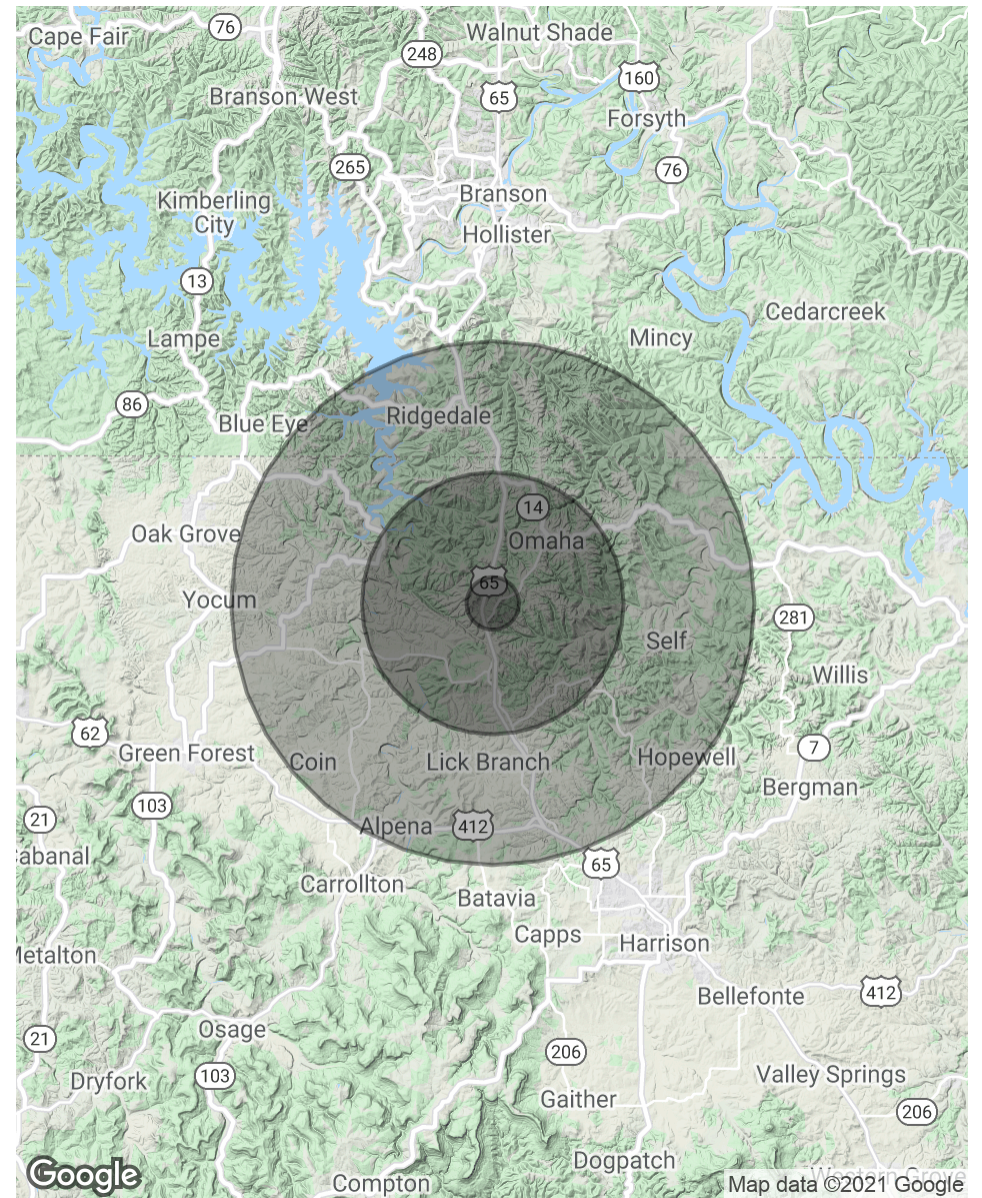 76
Cape Fair
Walnut Shade
248
160
65
Branson West
Forsyth
265
76
Branson
Kimberling
City
Hollister
13
Cedarcreek
Lampe
Mincy
86
Ridgedale
Blue Eye
14
Oak Grove
Omaha
65
Yocum
281
Self
Willis
62
7
Green Forest
Coin
Lick Branch
Hopewell
Bergman
103
21
Alpena
412
Cabanal
65
Carrollton
Batavia
Capps
Harrison
Metalton
412
Bellefonte
Osage
21
206
Dryfork
103
Valley Springs
Gaither
206
Dogpatch
Western Grove
Google
Compton
Map data ©2021 Google